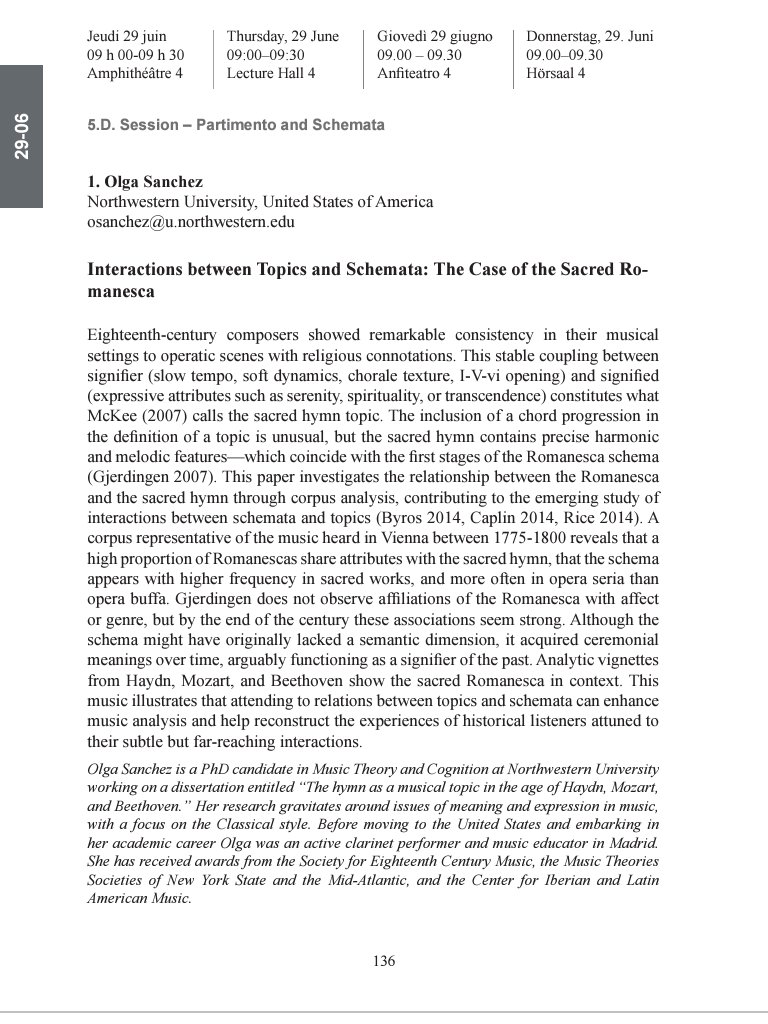 Jeudi 29 juin
09 h 00-09 h 30
Amphithéâtre 4
Thursday, 29 June
09:00–09:30
Lecture Hall 4
Giovedì 29 giugno
09.00 – 09.30
Anfiteatro 4
Donnerstag, 29. Juni
09.00–09.30
Hörsaal 4
29-06
5.D. Session – Partimento and Schemata
1. Olga Sanchez
Northwestern University, United States of America
osanchez@u.northwestern.edu
Interactions between Topics and Schemata: The Case of the Sacred Ro-
manesca
Eighteenth-century composers showed remarkable consistency in their musical
settings to operatic scenes with religious connotations. This stable coupling between
signifier (slow tempo, soft dynamics, chorale texture, I-V-vi opening) and signified
(expressive attributes such as serenity, spirituality, or transcendence) constitutes what
McKee (2007) calls the sacred hymn topic. The inclusion of a chord progression in
the definition of a topic is unusual, but the sacred hymn contains precise harmonic
and melodic features—which coincide with the first stages of the Romanesca schema
(Gjerdingen 2007). This paper investigates the relationship between the Romanesca
and the sacred hymn through corpus analysis, contributing to the emerging study of
interactions between schemata and topics (Byros 2014, Caplin 2014, Rice 2014). A
corpus representative of the music heard in Vienna between 1775-1800 reveals that a
high proportion of Romanescas share attributes with the sacred hymn, that the schema
appears with higher frequency in sacred works, and more often in opera seria than
opera buffa. Gjerdingen does not observe affiliations of the Romanesca with affect
or genre, but by the end of the century these associations seem strong. Although the
schema might have originally lacked a semantic dimension, it acquired ceremonial
meanings over time, arguably functioning as a signifier of the past. Analytic vignettes
from Haydn, Mozart, and Beethoven show the sacred Romanesca in context. This
music illustrates that attending to relations between topics and schemata can enhance
music analysis and help reconstruct the experiences of historical listeners attuned to
their subtle but far-reaching interactions.
Olga Sanchez is a PhD candidate in Music Theory and Cognition at Northwestern University
working on a dissertation entitled “The hymn as a musical topic in the age of Haydn, Mozart,
and Beethoven.” Her research gravitates around issues of meaning and expression in music,
with a focus on the Classical style. Before moving to the United States and embarking in
her academic career Olga was an active clarinet performer and music educator in Madrid.
She has received awards from the Society for Eighteenth Century Music, the Music Theories
Societies of New York State and the Mid-Atlantic, and the Center for Iberian and Latin
American Music.
136